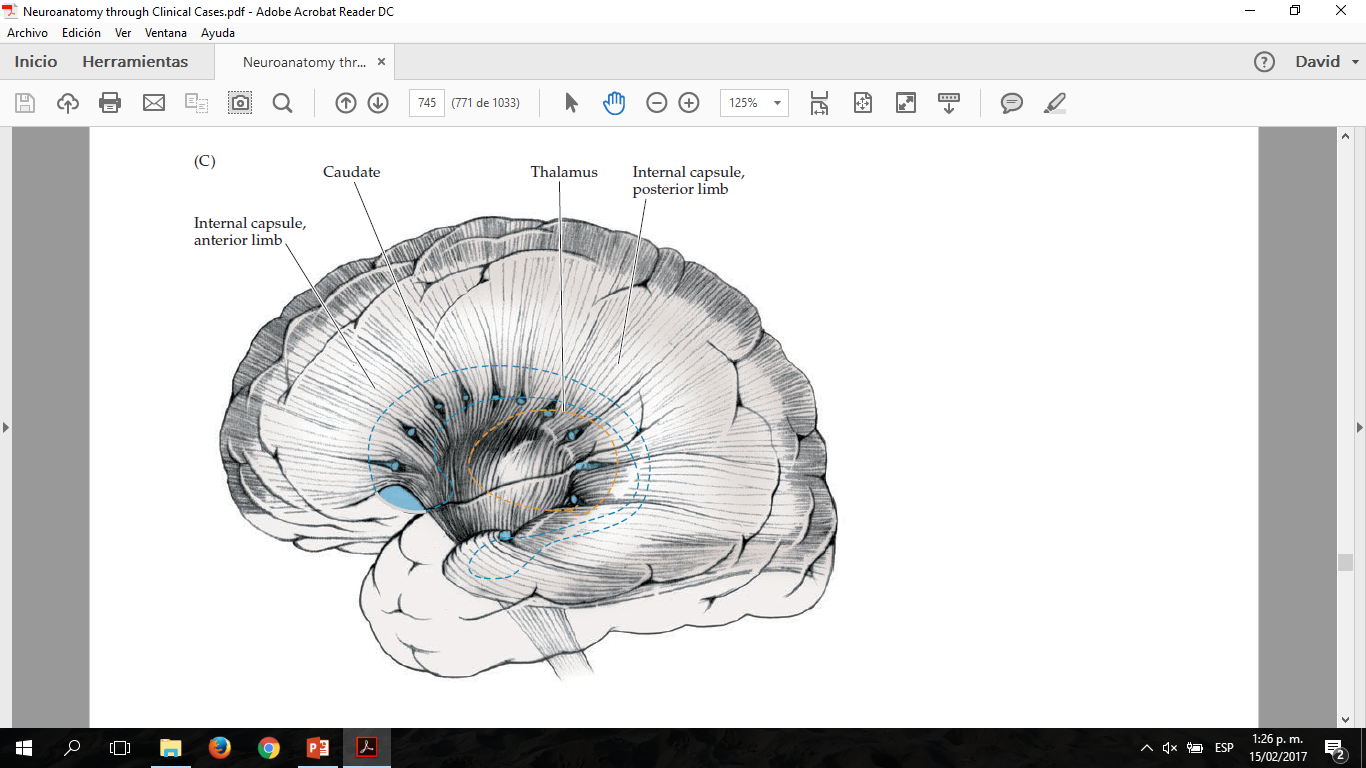 Neuroanatomy through Clinical Cases.pdf - Adobe Acrobat Reader DC
Archivo Edición Ver Ventana Ayuda
Inicio Herramientas Neuroanatomy thr... × ? David
745 (771 de 1033) 125%
(C)
Caudate
Thalamus
Internal capsule,
posterior limb
Internal capsule,
anterior limb
ESP
1:26 p. m.
15/02/2017
2